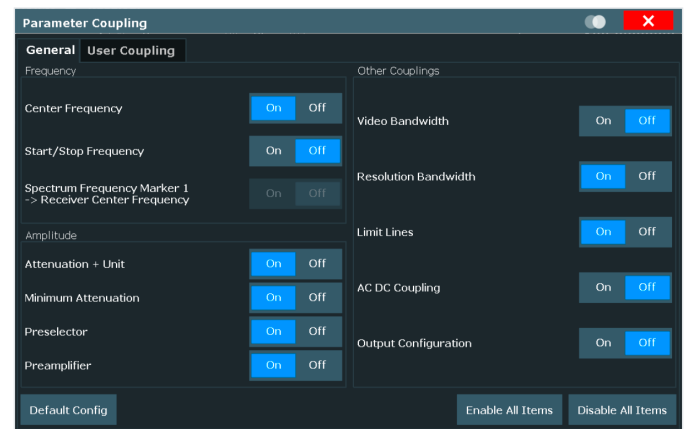 Parameter Coupling
General User Coupling
Frequency
Center Frequency On Off
Start/Stop Frequency On Off
Spectrum Frequency Marker 1
-> Receiver Center Frequency On Off
Amplitude
Attenuation + Unit On Off
Minimum Attenuation On Off
Preselector On Off
Preamplifier On Off
Other Couplings
Video Bandwidth On Off
Resolution Bandwidth On Off
Limit Lines On Off
AC DC Coupling On Off
Output Configuration On Off
Default Config Enable All Items Disable All Items